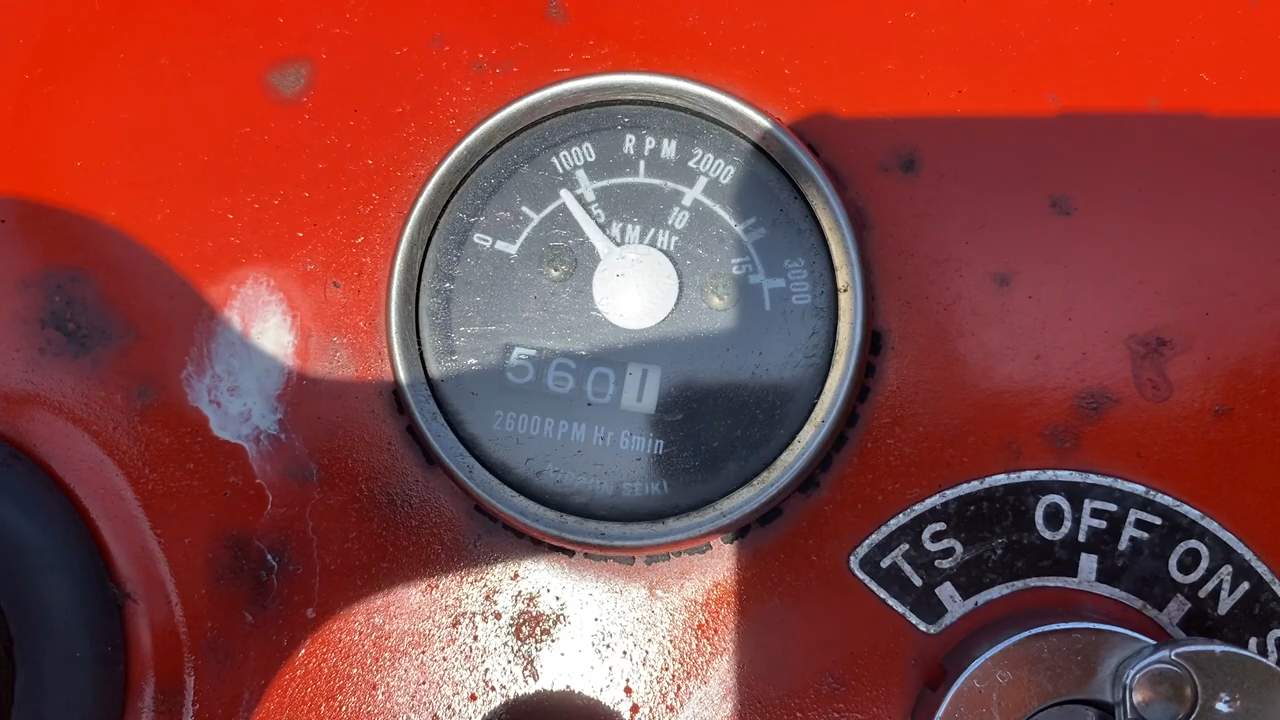 RPM
0 1000 2000 3000
5 10 15
KM/Hr
5601
2600RPM Hr 6min
SEIKI
TS OFF ON